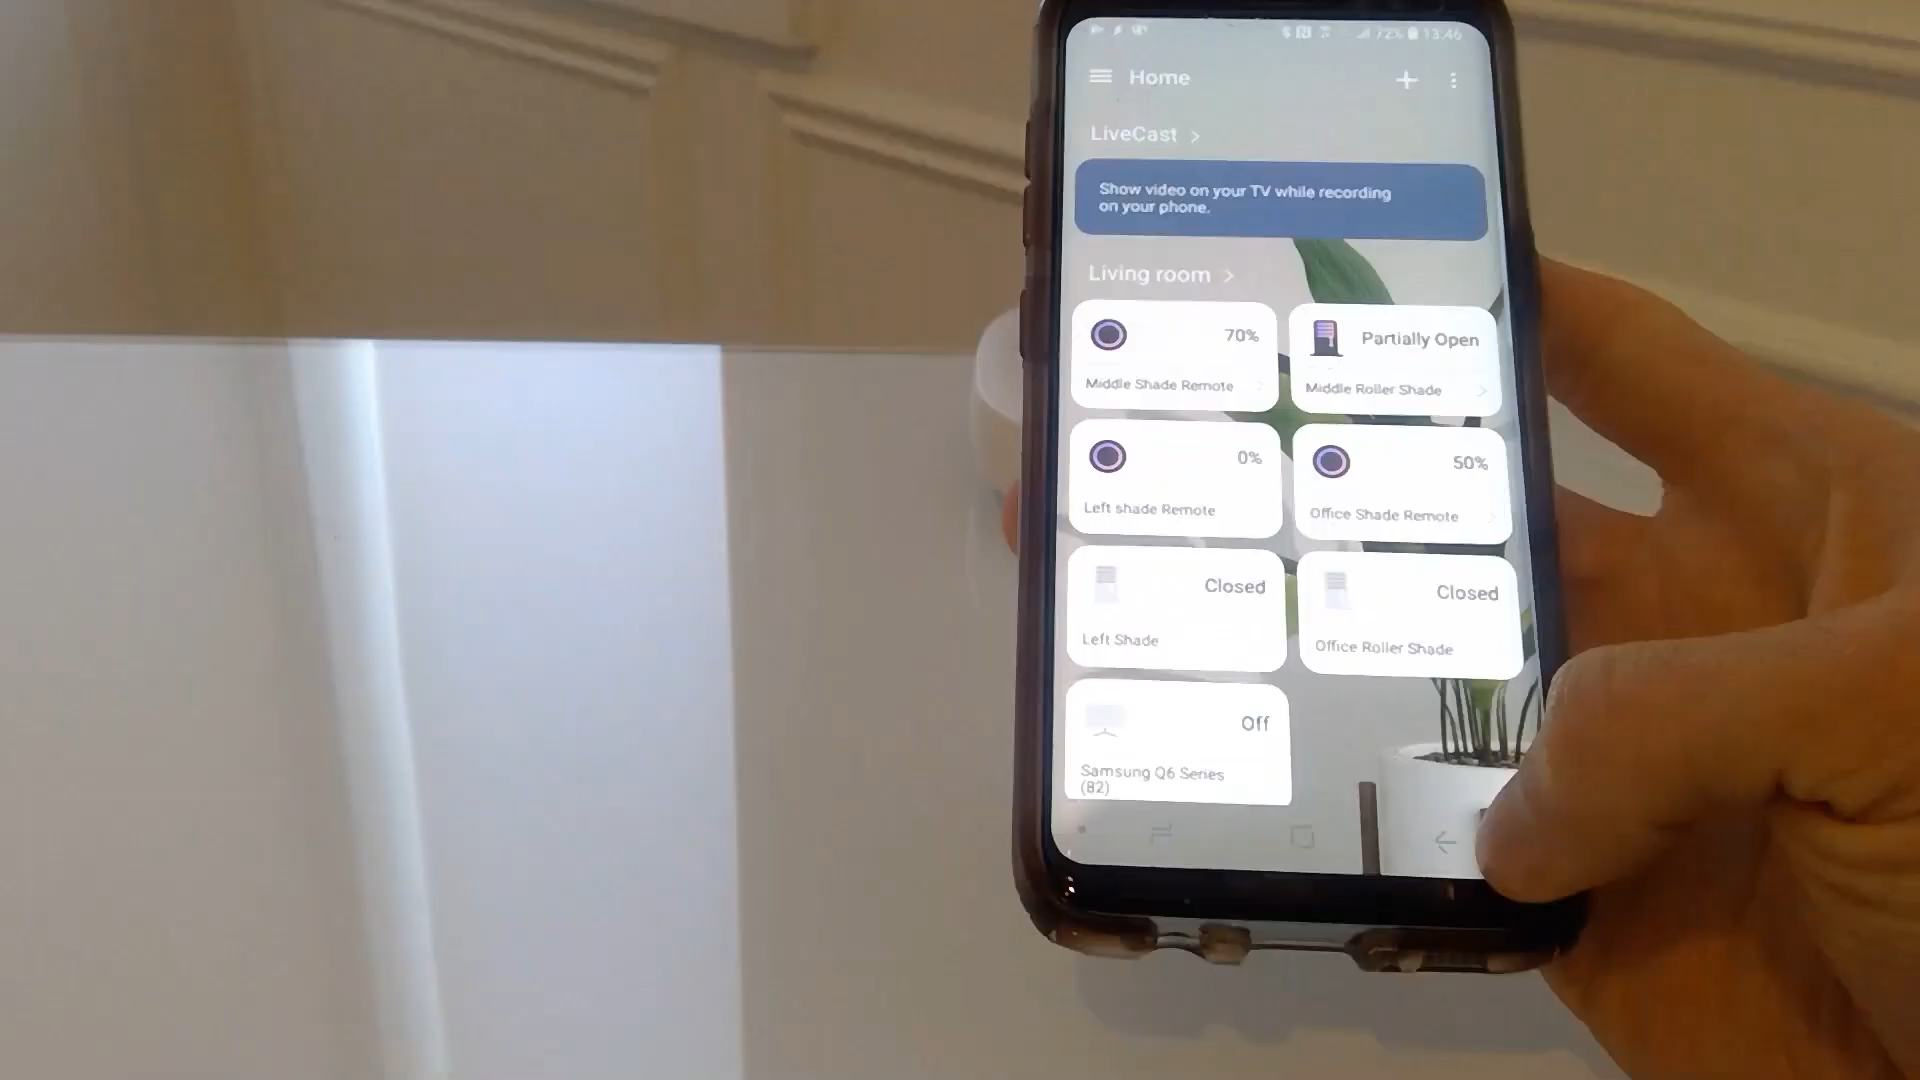 72% 13:46
Home
LiveCast >
Show video on your TV while recording
on your phone.
Living room >
70%
Middle Shade Remote
Partially Open
Middle Roller Shade
0%
Left shade Remote
50%
Office Shade Remote
Closed
Left Shade
Closed
Office Roller Shade
Off
Samsung Q6 Series
(82)